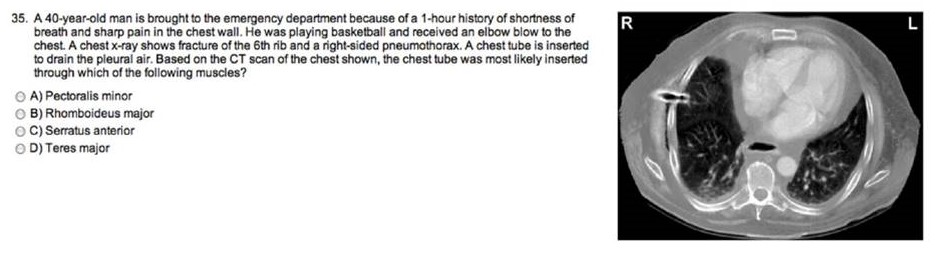 35. A 40-year-old man is brought to the emergency department because of a 1-hour history of shortness of
breath and sharp pain in the chest wall. He was playing basketball and received an elbow blow to the
chest. A chest x-ray shows fracture of the 6th rib and a right-sided pneumothorax. A chest tube is inserted
to drain the pleural air. Based on the CT scan of the chest shown, the chest tube was most likely inserted
through which of the following muscles?
A) Pectoralis minor
B) Rhomboideus major
C) Serratus anterior
D) Teres major
R
L